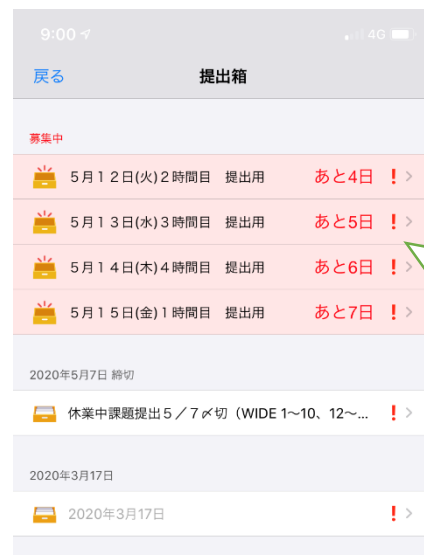 9:00
4G
戻る 提出箱
募集中
5月12日(火)2時間目 提出用 あと4日 !
5月13日(水)3時間目 提出用 あと5日 !
5月14日(木)4時間目 提出用 あと6日 !
5月15日(金)1時間目 提出用 あと7日 !
2020年5月7日 締切
休業中課題提出5/7〆切(WIDE 1〜10、12〜... !
2020年3月17日
2020年3月17日 !